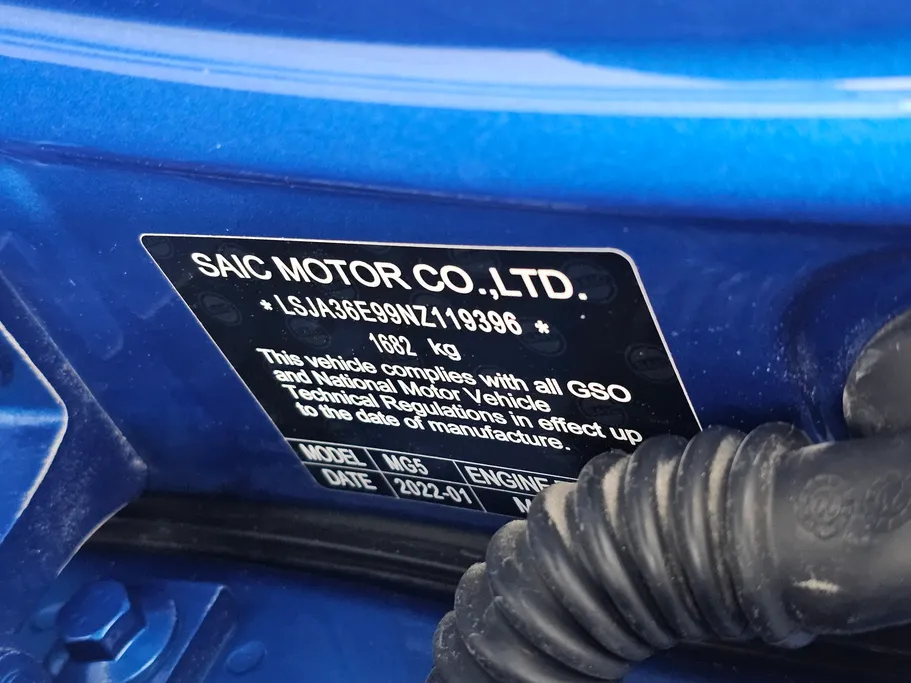 SAIC MOTOR CO.,LTD.
* LSJA36E99NZ119396 *
1682 kg
This vehicle complies with all GSO
and National Motor Vehicle
Technical Regulations in effect up
to the date of manufacture.
MODEL MG5 ENGINE
DATE 2022-01